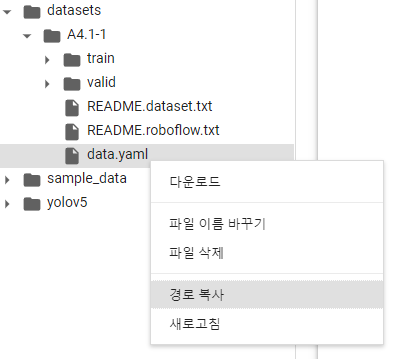 datasets
A4.1-1
train
valid
README.dataset.txt
README.roboflow.txt
data.yaml
sample_data
yolov5
다운로드
파일 이름 바꾸기
파일 삭제
경로 복사
새로고침